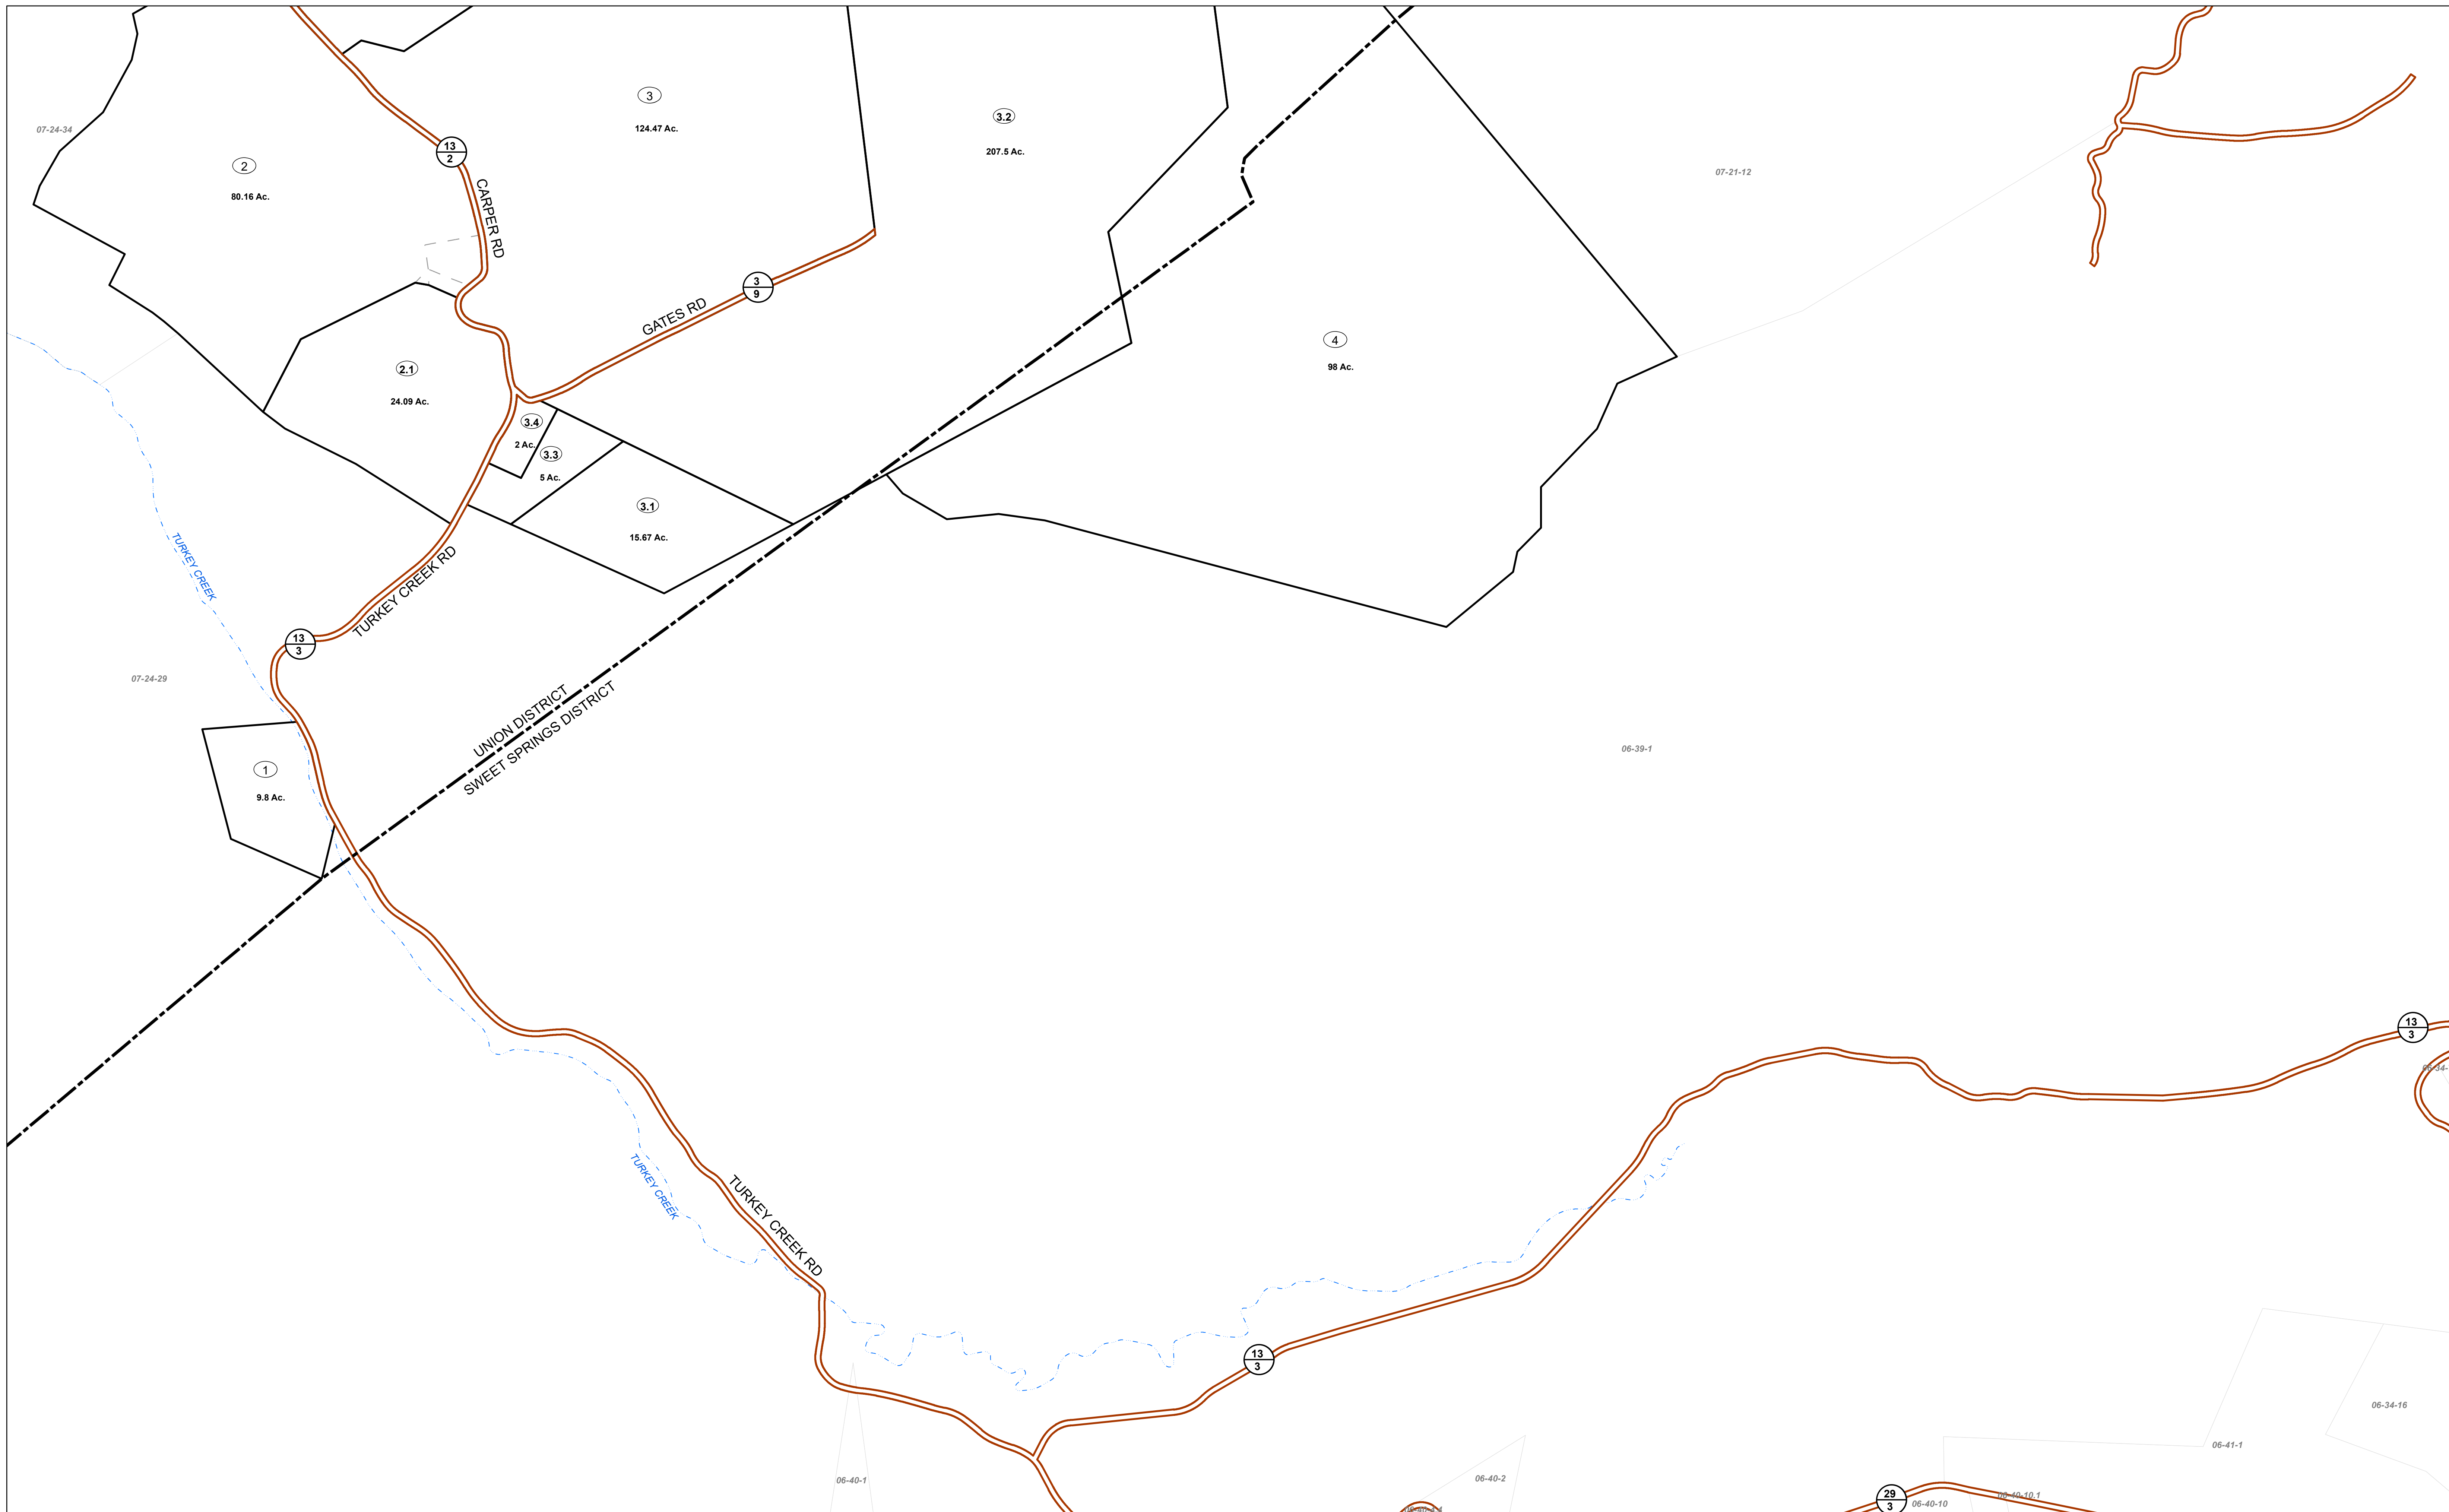 3
124.47 Ac.
3.2
207.5 Ac.
07-24-34
13
2
2
80.16 Ac.
07-21-12
CARPER RD
3
9
GATES RD
4
98 Ac.
2.1
24.09 Ac.
3.4
2 Ac.
3.3
5 Ac.
3.1
15.67 Ac.
TURKEY CREEK
TURKEY CREEK RD
13
3
07-24-29
UNION DISTRICT
SWEET SPRINGS DISTRICT
06-39-1
1
9.8 Ac.
13
3
TURKEY CREEK
TURKEY CREEK RD
13
3
06-34-16
06-41-1
06-40-1
06-40-2
29
3
06-40-10
06-40-10.1